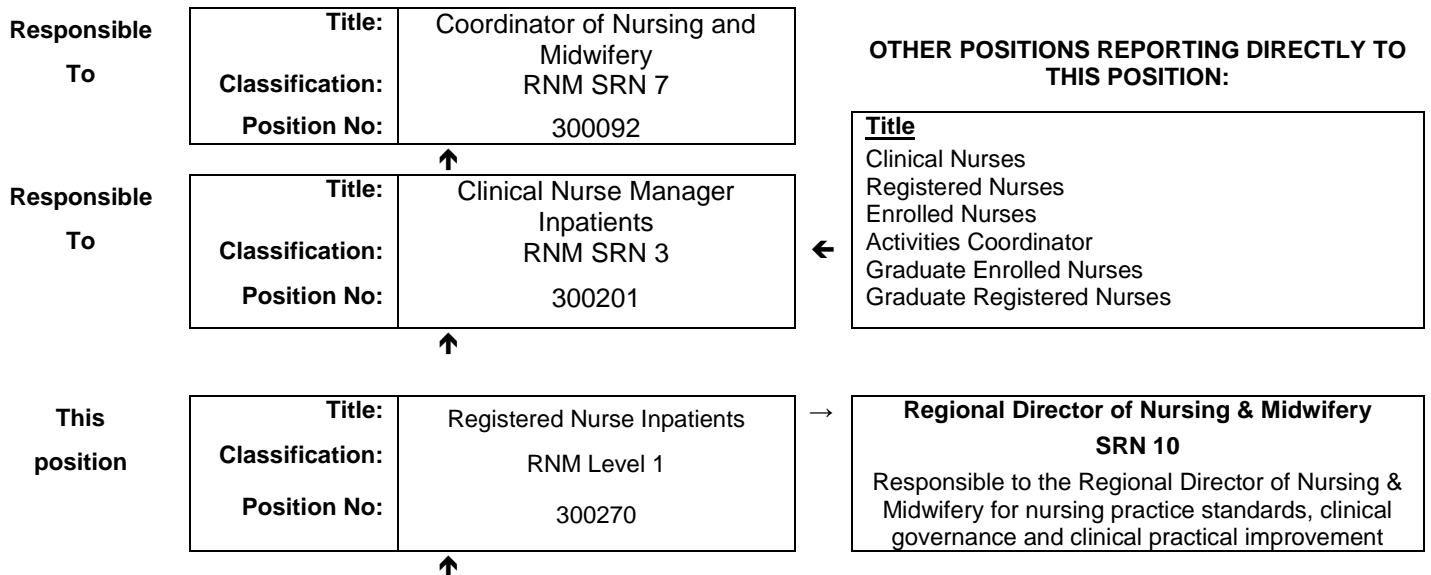 Responsible
To
Title:
Coordinator of Nursing and
Midwifery
Classification:
RNM SRN 7
Position No:
300092
OTHER POSITIONS REPORTING DIRECTLY TO
THIS POSITION:
Responsible
To
Title:
Clinical Nurse Manager
Inpatients
Classification:
RNM SRN 3
Position No:
300201
Title
Clinical Nurses
Registered Nurses
Enrolled Nurses
Activities Coordinator
Graduate Enrolled Nurses
Graduate Registered Nurses
This
position
Title:
Registered Nurse Inpatients
Classification:
RNM Level 1
Position No:
300270
Regional Director of Nursing & Midwifery
SRN 10
Responsible to the Regional Director of Nursing &
Midwifery for nursing practice standards, clinical
governance and clinical practical improvement